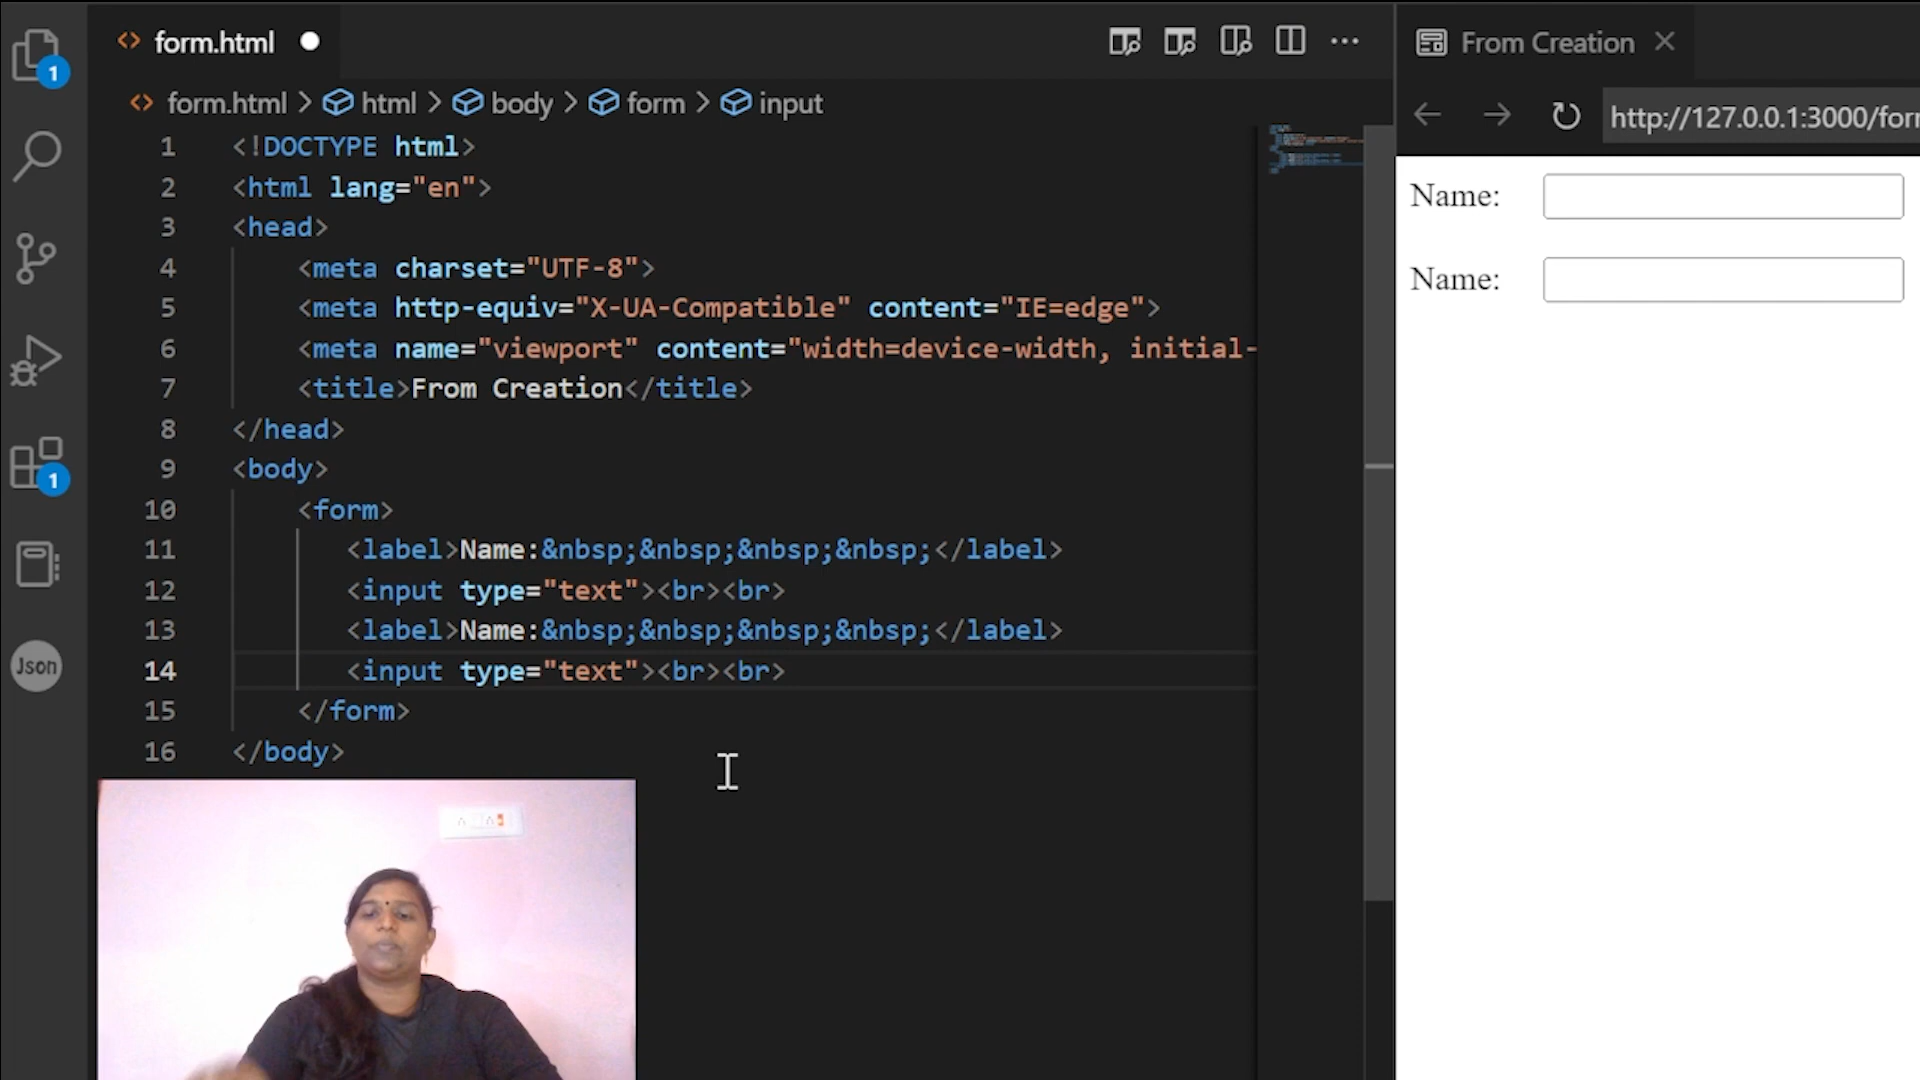 form.html
From Creation
form.html > html > body > form > input
http://127.0.0.1:3000/for
1
1 <!DOCTYPE html>
2 <html lang="en">
3 <head>
4 <meta charset="UTF-8">
5 <meta http-equiv="X-UA-Compatible" content="IE=edge">
6 <meta name="viewport" content="width=device-width, initial-
7 <title>From Creation</title>
8 </head>
9 <body>
10 <form>
11 <label>Name:&nbsp;&nbsp;&nbsp;&nbsp;</label>
12 <input type="text"><br><br>
13 <label>Name:&nbsp;&nbsp;&nbsp;&nbsp;</label>
14 <input type="text"><br><br>
15 </form>
16 </body>
1
Json
Name:
Name: